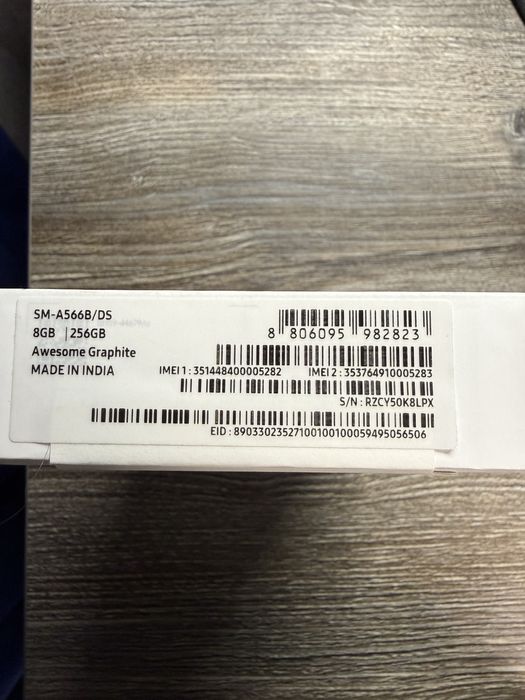 SM-A566B/DS
8GB | 256GB
Awesome Graphite
MADE IN INDIA
8 806095 982823
IMEI 1 : 351448400005282 IMEI 2 : 353764910005283
S/N : RZCY50K8LPX
EID : 89033023527100100100059495056506